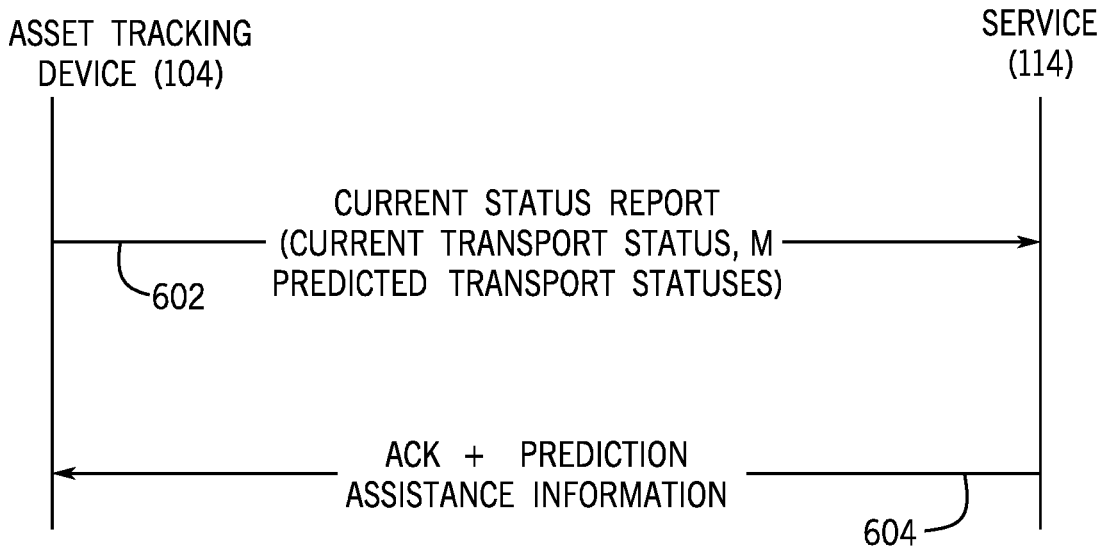 ASSET TRACKING
DEVICE (104)
SERVICE
(114)
CURRENT STATUS REPORT
(CURRENT TRANSPORT STATUS, M
PREDICTED TRANSPORT STATUSES)
602
ACK + PREDICTION
ASSISTANCE INFORMATION
604